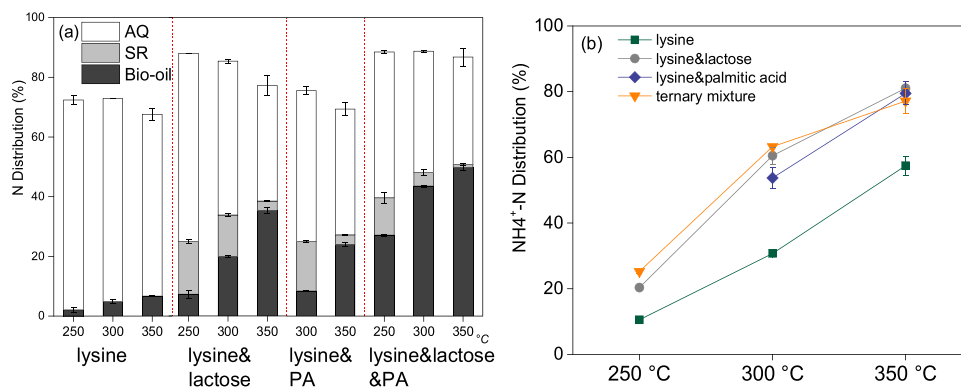 (a)
AQ
SR
Bio-oil
N Distribution (%)
100
80
60
40
20
0
250 300 350 250 300 350 300 350 250 300 350 °C
lysine
lysine&
lactose
lysine&
PA
lysine&lactose
&PA
(b)
lysine
lysine&lactose
lysine&palmitic acid
ternary mixture
NH4⁺-N Distribution (%)
100
80
60
40
20
0
250 °C 300 °C 350 °C